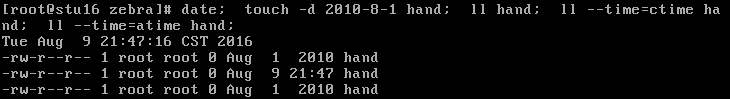 [root@stu16 zebra]# date;  touch -d 2010-8-1 hand;  ll hand;  ll --time=ctime ha
nd;  ll --time=atime hand;
Tue Aug  9 21:47:16 CST 2016
-rw-r--r-- 1 root root 0 Aug  1  2010 hand
-rw-r--r-- 1 root root 0 Aug  9 21:47 hand
-rw-r--r-- 1 root root 0 Aug  1  2010 hand